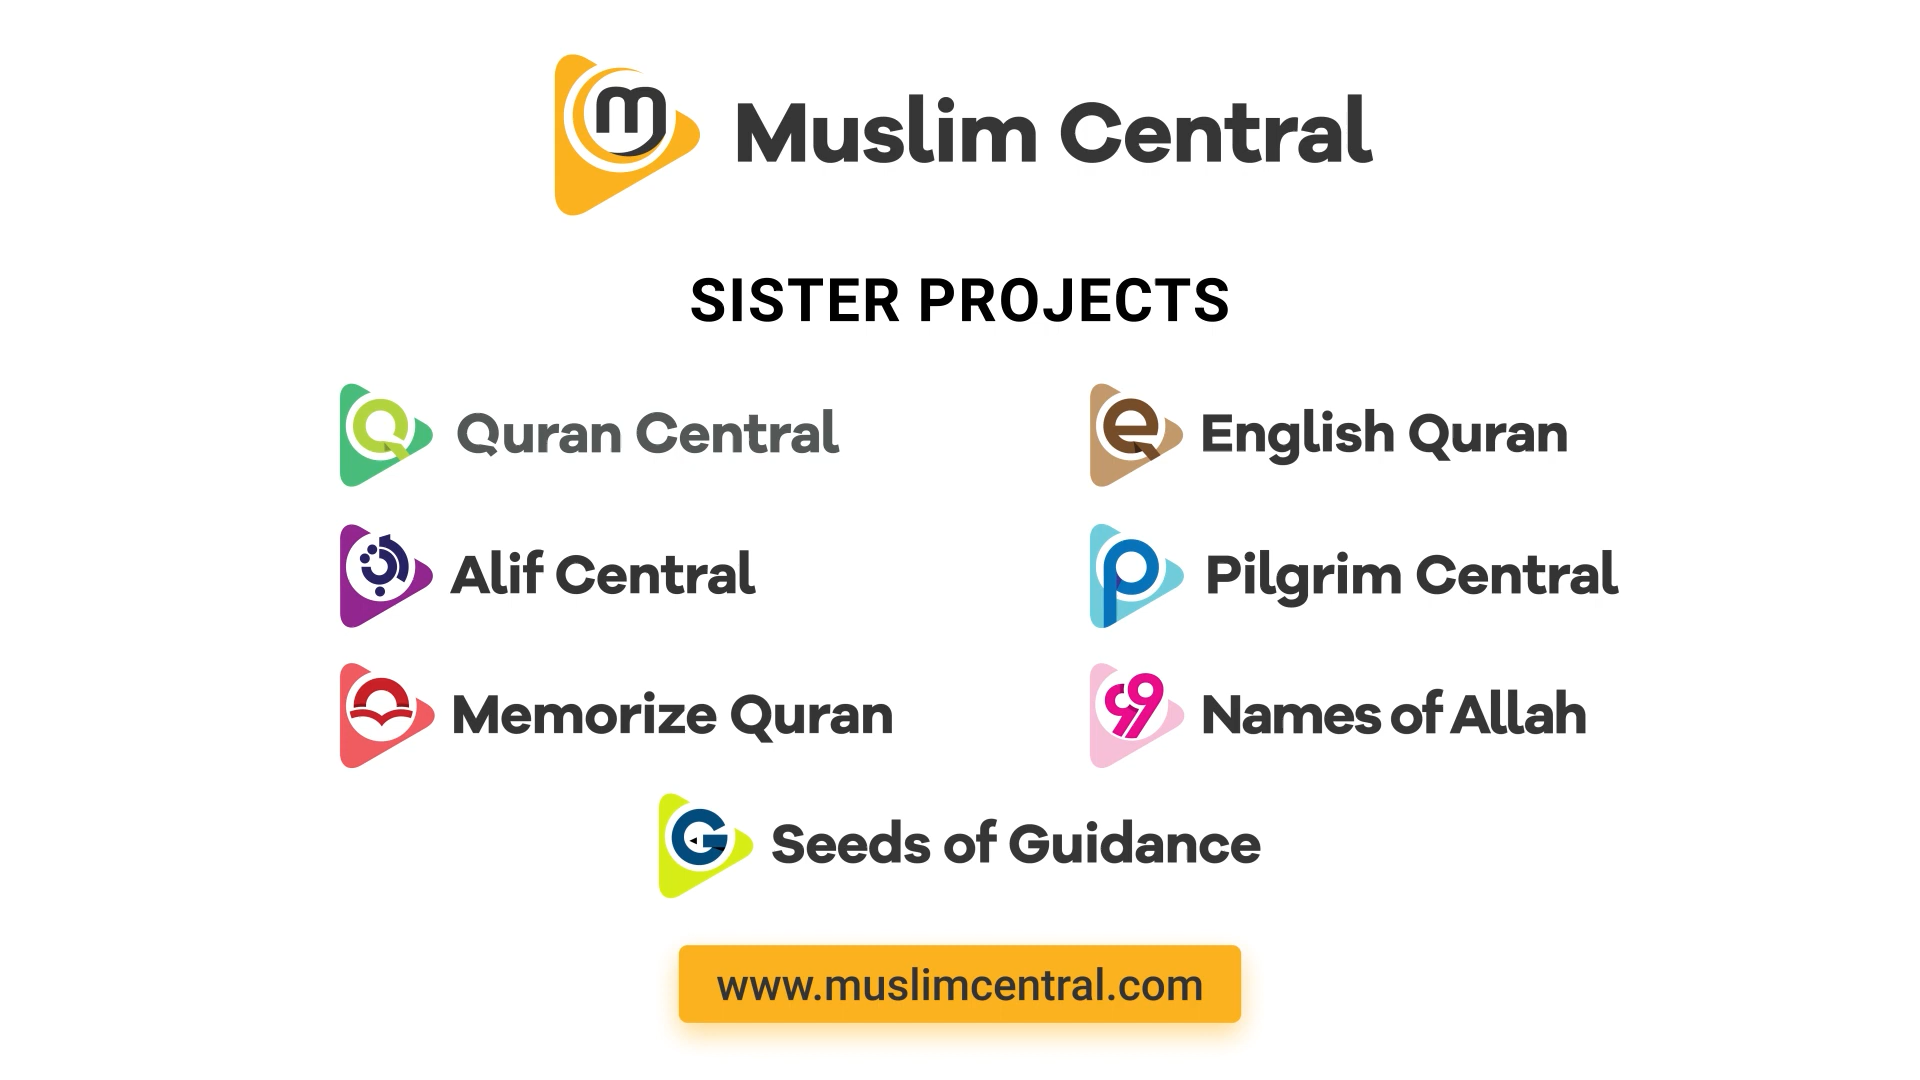 Muslim Central
SISTER PROJECTS
Quran Central
English Quran
Alif Central
Pilgrim Central
Memorize Quran
99 Names of Allah
Seeds of Guidance
www.muslimcentral.com